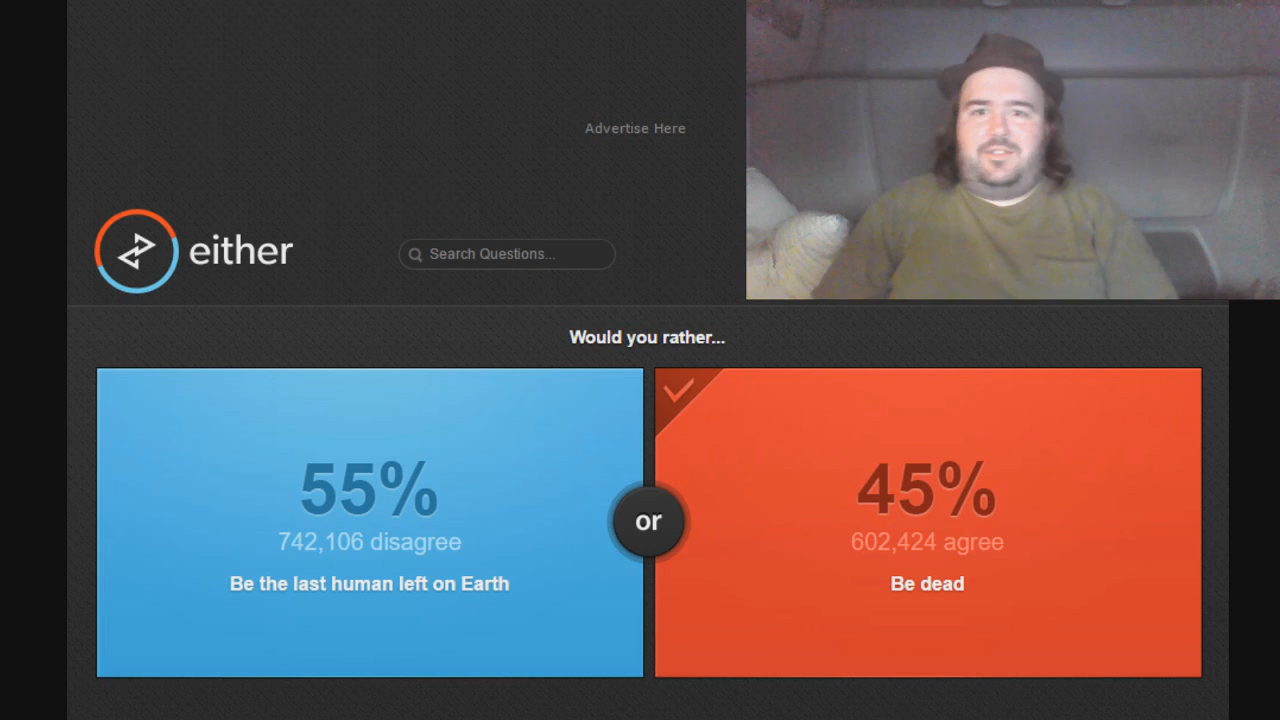 Advertise Here
either
Search Questions...
Would you rather...
55%
742,106 disagree
Be the last human left on Earth
or
45%
602,424 agree
Be dead